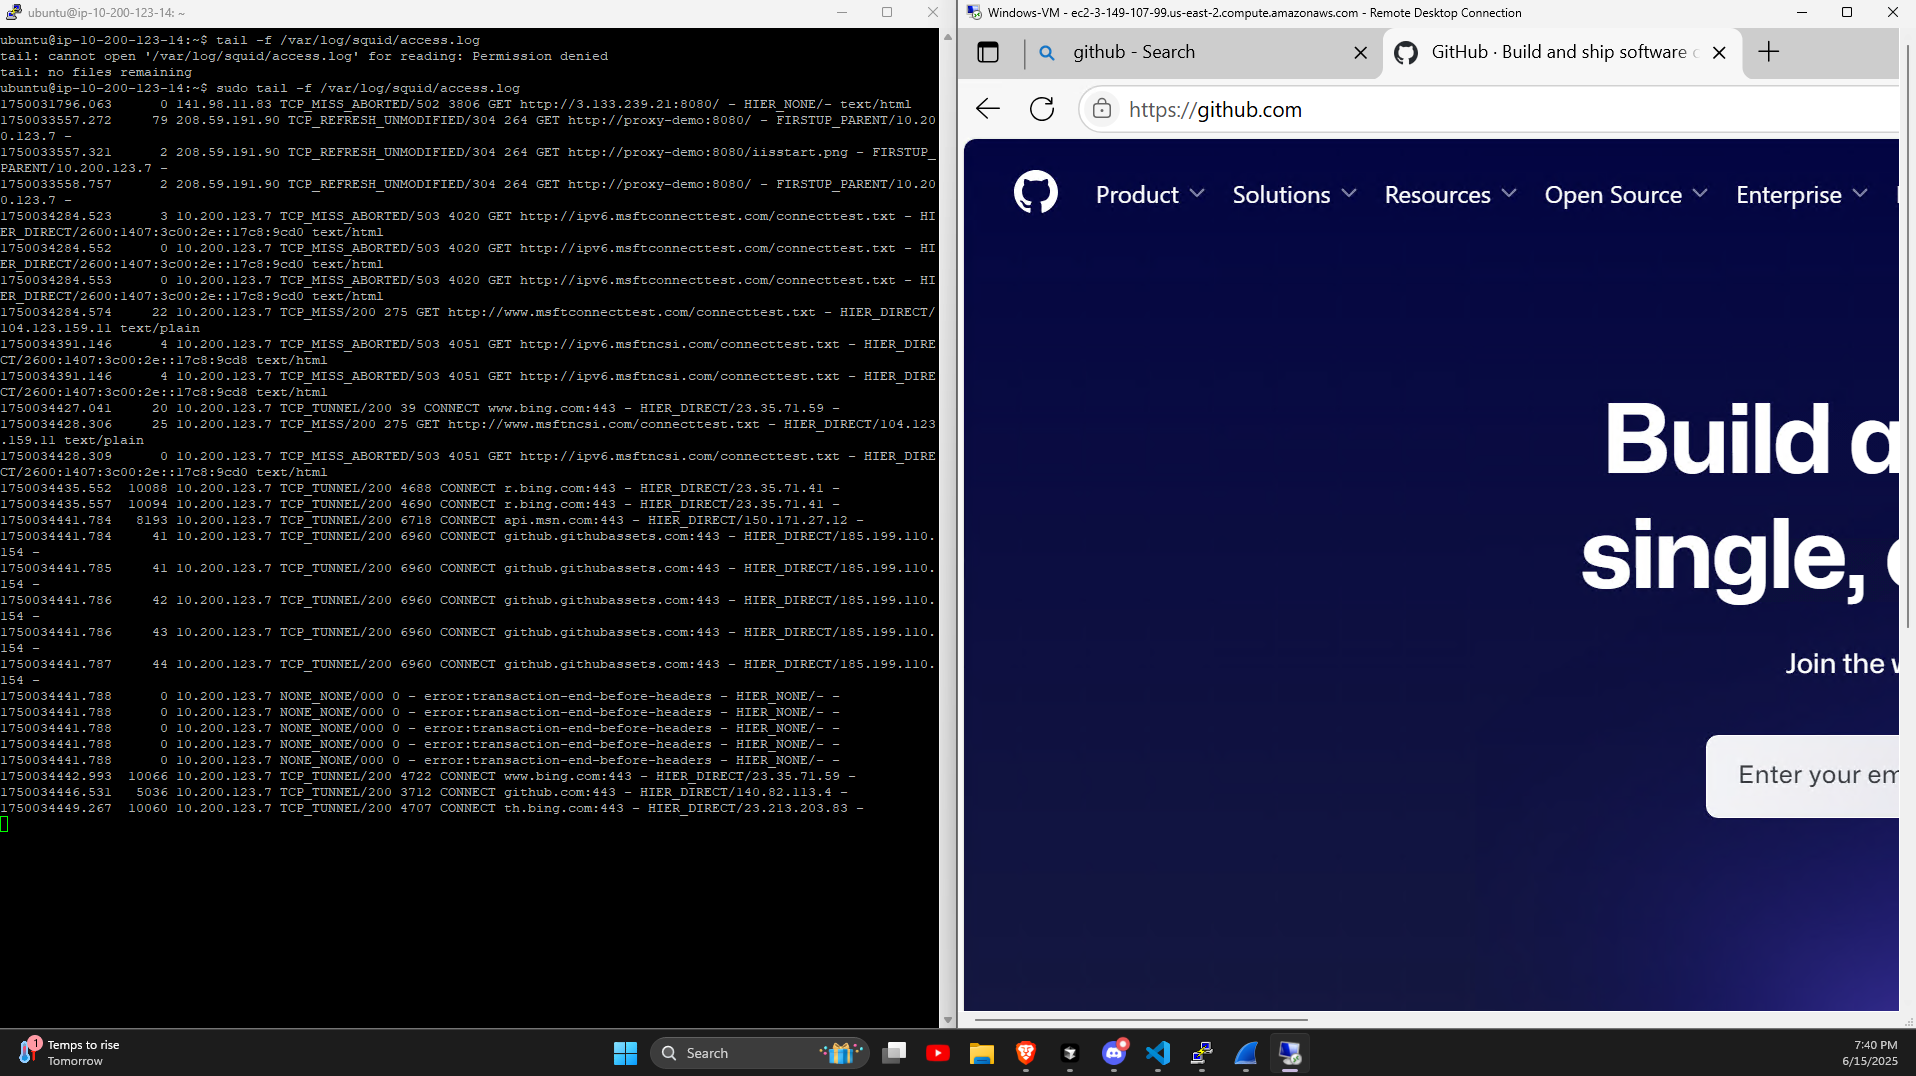 ubuntu@ip-10-200-123-14: ~
ubuntu@ip-10-200-123-14:~$ tail -f /var/log/squid/access.log
tail: cannot open '/var/log/squid/access.log' for reading: Permission denied
tail: no files remaining
ubuntu@ip-10-200-123-14:~$ sudo tail -f /var/log/squid/access.log
1750031796.063      0 141.98.11.83 TCP_MISS_ABORTED/502 3806 GET http://3.133.239.21:8080/ - HIER_NONE/- text/html
1750033557.272     79 208.59.191.90 TCP_REFRESH_UNMODIFIED/304 264 GET http://proxy-demo:8080/ - FIRSTUP_PARENT/10.20
0.123.7 -
1750033557.321      2 208.59.191.90 TCP_REFRESH_UNMODIFIED/304 264 GET http://proxy-demo:8080/iisstart.png - FIRSTUP_
PARENT/10.200.123.7 -
1750033558.757      2 208.59.191.90 TCP_REFRESH_UNMODIFIED/304 264 GET http://proxy-demo:8080/ - FIRSTUP_PARENT/10.20
0.123.7 -
1750034284.523      3 10.200.123.7 TCP_MISS_ABORTED/503 4020 GET http://ipv6.msftconnecttest.com/connecttest.txt - HI
ER_DIRECT/2600:1407:3c00:2e::17c8:9cd0 text/html
1750034284.552      0 10.200.123.7 TCP_MISS_ABORTED/503 4020 GET http://ipv6.msftconnecttest.com/connecttest.txt - HI
ER_DIRECT/2600:1407:3c00:2e::17c8:9cd0 text/html
1750034284.553      0 10.200.123.7 TCP_MISS_ABORTED/503 4020 GET http://ipv6.msftconnecttest.com/connecttest.txt - HI
ER_DIRECT/2600:1407:3c00:2e::17c8:9cd0 text/html
1750034284.574     22 10.200.123.7 TCP_MISS/200 275 GET http://www.msftconnecttest.com/connecttest.txt - HIER_DIRECT/
104.123.159.11 text/plain
1750034391.146      4 10.200.123.7 TCP_MISS_ABORTED/503 4051 GET http://ipv6.msftncsi.com/connecttest.txt - HIER_DIRE
CT/2600:1407:3c00:2e::17c8:9cd8 text/html
1750034391.146      4 10.200.123.7 TCP_MISS_ABORTED/503 4051 GET http://ipv6.msftncsi.com/connecttest.txt - HIER_DIRE
CT/2600:1407:3c00:2e::17c8:9cd8 text/html
1750034427.041     20 10.200.123.7 TCP_TUNNEL/200 39 CONNECT www.bing.com:443 - HIER_DIRECT/23.35.71.59 -
1750034428.306     25 10.200.123.7 TCP_MISS/200 275 GET http://www.msftncsi.com/connecttest.txt - HIER_DIRECT/104.123
.159.11 text/plain
1750034428.309      0 10.200.123.7 TCP_MISS_ABORTED/503 4051 GET http://ipv6.msftncsi.com/connecttest.txt - HIER_DIRE
CT/2600:1407:3c00:2e::17c8:9cd0 text/html
1750034435.552  10088 10.200.123.7 TCP_TUNNEL/200 4688 CONNECT r.bing.com:443 - HIER_DIRECT/23.35.71.41 -
1750034435.557  10094 10.200.123.7 TCP_TUNNEL/200 4690 CONNECT r.bing.com:443 - HIER_DIRECT/23.35.71.41 -
1750034441.784   8193 10.200.123.7 TCP_TUNNEL/200 6718 CONNECT api.msn.com:443 - HIER_DIRECT/150.171.27.12 -
1750034441.784     41 10.200.123.7 TCP_TUNNEL/200 6960 CONNECT github.githubassets.com:443 - HIER_DIRECT/185.199.110.
154 -
1750034441.785     41 10.200.123.7 TCP_TUNNEL/200 6960 CONNECT github.githubassets.com:443 - HIER_DIRECT/185.199.110.
154 -
1750034441.786     42 10.200.123.7 TCP_TUNNEL/200 6960 CONNECT github.githubassets.com:443 - HIER_DIRECT/185.199.110.
154 -
1750034441.786     43 10.200.123.7 TCP_TUNNEL/200 6960 CONNECT github.githubassets.com:443 - HIER_DIRECT/185.199.110.
154 -
1750034441.787     44 10.200.123.7 TCP_TUNNEL/200 6960 CONNECT github.githubassets.com:443 - HIER_DIRECT/185.199.110.
154 -
1750034441.788      0 10.200.123.7 NONE_NONE/000 0 - error:transaction-end-before-headers - HIER_NONE/- -
1750034441.788      0 10.200.123.7 NONE_NONE/000 0 - error:transaction-end-before-headers - HIER_NONE/- -
1750034441.788      0 10.200.123.7 NONE_NONE/000 0 - error:transaction-end-before-headers - HIER_NONE/- -
1750034441.788      0 10.200.123.7 NONE_NONE/000 0 - error:transaction-end-before-headers - HIER_NONE/- -
1750034441.788      0 10.200.123.7 NONE_NONE/000 0 - error:transaction-end-before-headers - HIER_NONE/- -
1750034442.993  10066 10.200.123.7 TCP_TUNNEL/200 4722 CONNECT www.bing.com:443 - HIER_DIRECT/23.35.71.59 -
1750034446.531   5036 10.200.123.7 TCP_TUNNEL/200 3712 CONNECT github.com:443 - HIER_DIRECT/140.82.113.4 -
1750034449.267  10060 10.200.123.7 TCP_TUNNEL/200 4707 CONNECT th.bing.com:443 - HIER_DIRECT/23.213.203.83 -
Windows-VM - ec2-3-149-107-99.us-east-2.compute.amazonaws.com - Remote Desktop Connection
github - Search
GitHub · Build and ship software
https://github.com
Product
Solutions
Resources
Open Source
Enterprise
Build a
single,
Join the w
Enter your em
1
Temps to rise
Tomorrow
Search
7:40 PM
6/15/2025